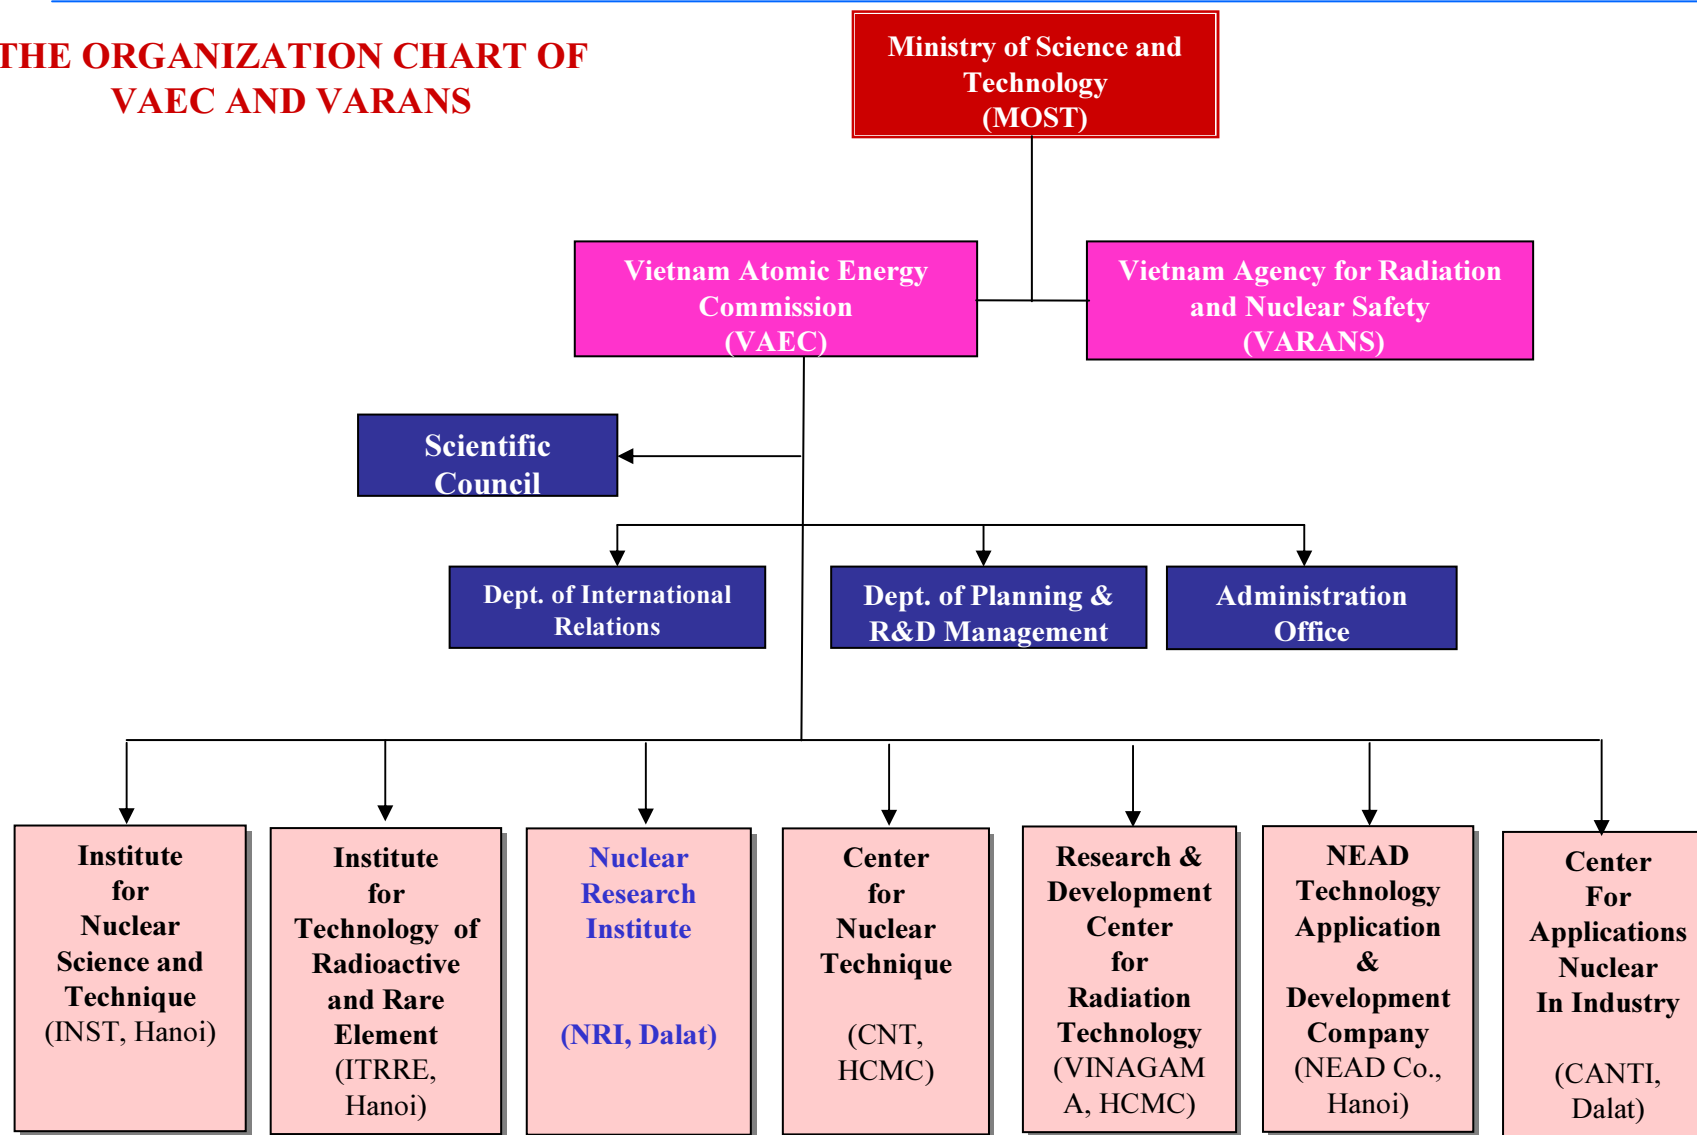 THE ORGANIZATION CHART OF
VAEC AND VARANS
Ministry of Science and
Technology
(MOST)
Vietnam Atomic Energy
Commission
(VAEC)
Vietnam Agency for Radiation
and Nuclear Safety
(VARANS)
Scientific
Council
Dept. of International
Relations
Dept. of Planning &
R&D Management
Administration
Office
Institute
for
Nuclear
Science and
Technique
(INST, Hanoi)
Institute
for
Technology of
Radioactive
and Rare
Element
(ITRRE,
Hanoi)
Nuclear
Research
Institute
(NRI, Dalat)
Center
for
Nuclear
Technique
(CNT,
HCMC)
Research &
Development
Center
for
Radiation
Technology
(VINAGAM
A, HCMC)
NEAD
Technology
Application
&
Development
Company
(NEAD Co.,
Hanoi)
Center
For
Applications
Nuclear
In Industry
(CANTI,
Dalat)